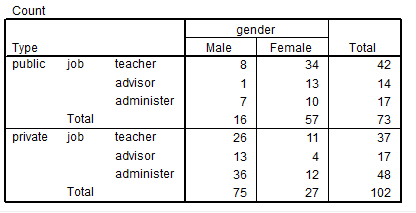 Count
gender
Type Male Female Total
public job teacher 8 34 42
advisor 1 13 14
administer 7 10 17
Total 16 57 73
private job teacher 26 11 37
advisor 13 4 17
administer 36 12 48
Total 75 27 102